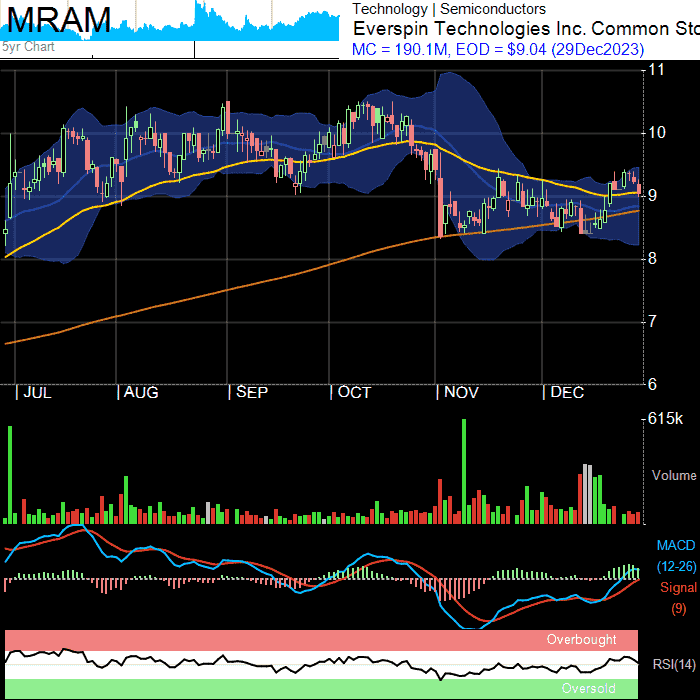 MRAM
5yr Chart
Technology | Semiconductors
Everspin Technologies Inc. Common Sto
MC = 190.1M, EOD = $9.04 (29Dec2023)
11
10
9
8
7
6
| JUL | AUG | SEP | OCT | NOV | DEC
615k
Volume
MACD
(12-26)
Signal
(9)
Overbought
RSI(14)
Oversold